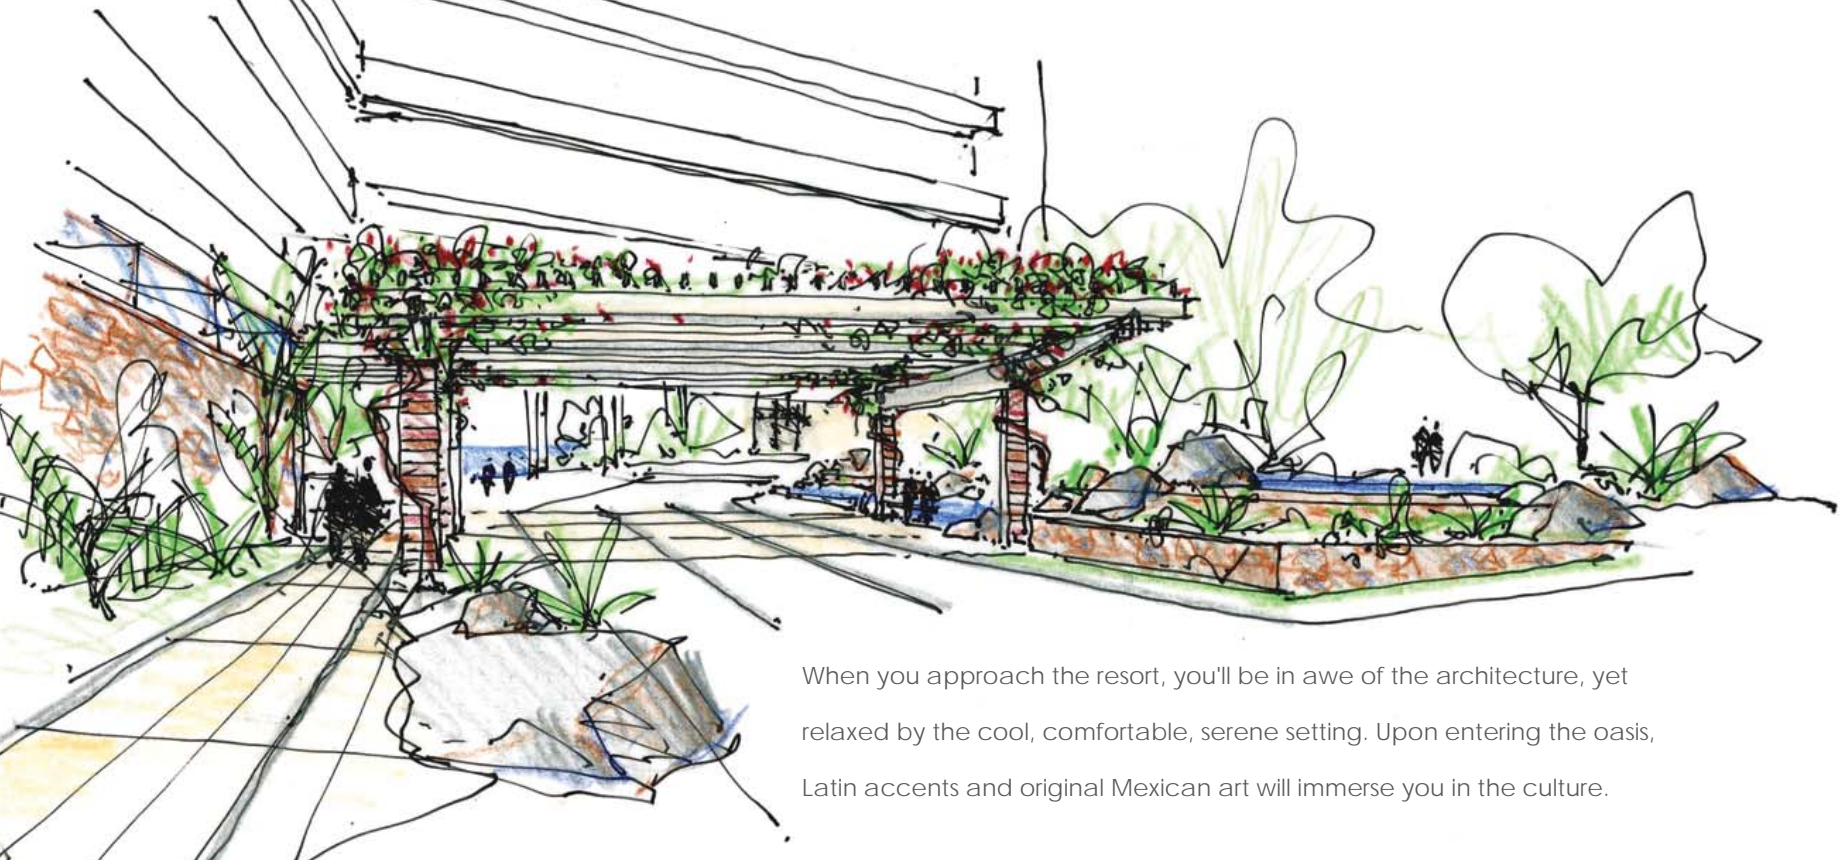 When you approach the resort, you'll be in awe of the architecture, yet
relaxed by the cool, comfortable, serene setting. Upon entering the oasis,
Latin accents and original Mexican art will immerse you in the culture.